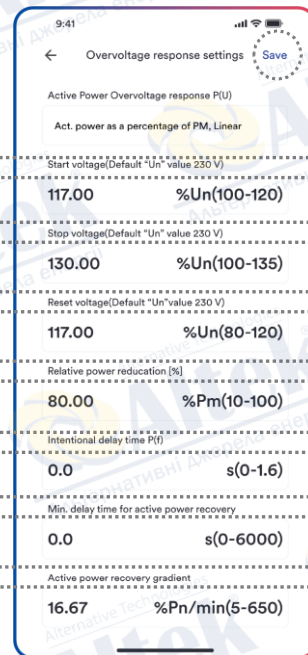 9:41
Overvoltage response settings Save
Active Power Overvoltage response P(U)
Act. power as a percentage of PM, Linear
Start voltage(Default "Un" value 230 V)
117.00 %Un(100-120)
Stop voltage(Default "Un" value 230 V)
130.00 %Un(100-135)
Reset voltage(Default "Un"value 230 V)
117.00 %Un(80-120)
Relative power reducation [%]
80.00 %Pm(10-100)
Intentional delay time P(f)
0.0 s(0-1.6)
Min. delay time for active power recovery
0.0 s(0-6000)
Active power recovery gradient
16.67 %Pn/min(5-650)
Altek